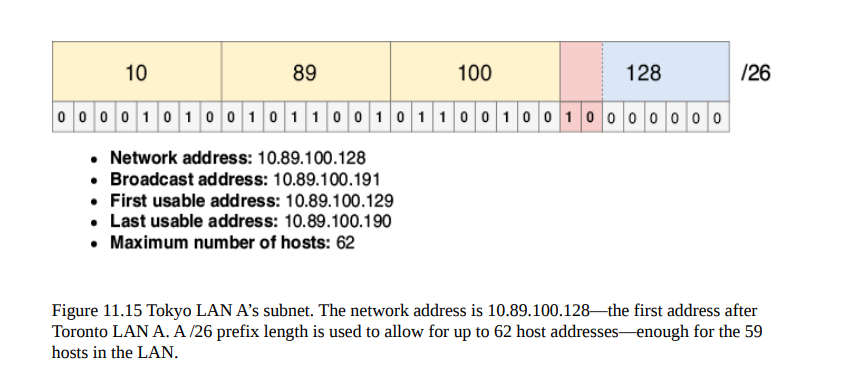 10 89 100 128 /26
0 0 0 0 1 0 1 0 0 1 0 1 1 0 0 1 0 1 1 0 0 1 0 0 1 0 0 0 0 0 0 0
• Network address: 10.89.100.128
• Broadcast address: 10.89.100.191
• First usable address: 10.89.100.129
• Last usable address: 10.89.100.190
• Maximum number of hosts: 62
Figure 11.15 Tokyo LAN A’s subnet. The network address is 10.89.100.128—the first address after
Toronto LAN A. A /26 prefix length is used to allow for up to 62 host addresses—enough for the 59
hosts in the LAN.